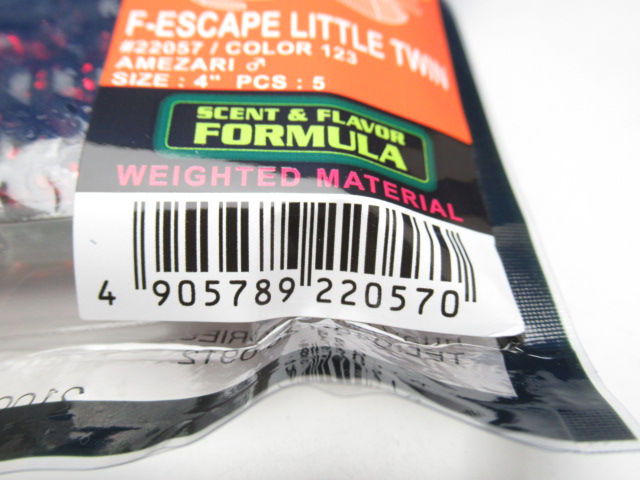 F-ESCAPE LITTLE TWIN
#22057 / COLOR 123
AMEZARI ♂
SIZE : 4" PCS : 5
SCENT & FLAVOR
FORMULA
WEIGHTED MATERIAL
4 905789 220570